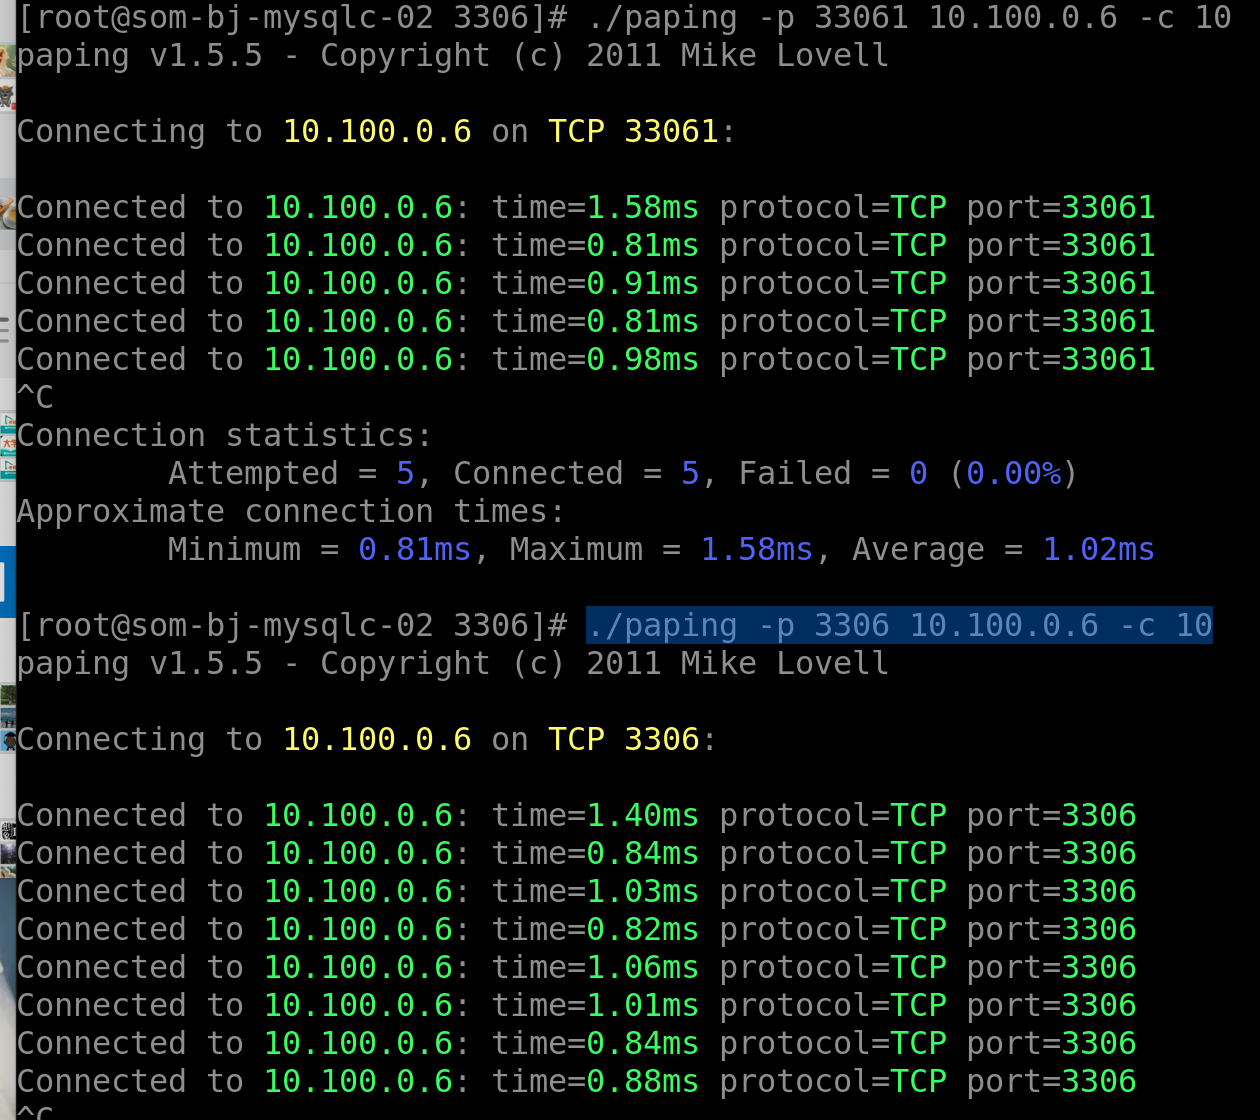 [root@som-bj-mysqlc-02 3306]# ./paping -p 33061 10.100.0.6 -c 10
paping v1.5.5 - Copyright (c) 2011 Mike Lovell
Connecting to 10.100.0.6 on TCP 33061:
Connected to 10.100.0.6: time=1.58ms protocol=TCP port=33061
Connected to 10.100.0.6: time=0.81ms protocol=TCP port=33061
Connected to 10.100.0.6: time=0.91ms protocol=TCP port=33061
Connected to 10.100.0.6: time=0.81ms protocol=TCP port=33061
Connected to 10.100.0.6: time=0.98ms protocol=TCP port=33061
^C
Connection statistics:
Attempted = 5, Connected = 5, Failed = 0 (0.00%)
Approximate connection times:
Minimum = 0.81ms, Maximum = 1.58ms, Average = 1.02ms
[root@som-bj-mysqlc-02 3306]# ./paping -p 3306 10.100.0.6 -c 10
paping v1.5.5 - Copyright (c) 2011 Mike Lovell
Connecting to 10.100.0.6 on TCP 3306:
Connected to 10.100.0.6: time=1.40ms protocol=TCP port=3306
Connected to 10.100.0.6: time=0.84ms protocol=TCP port=3306
Connected to 10.100.0.6: time=1.03ms protocol=TCP port=3306
Connected to 10.100.0.6: time=0.82ms protocol=TCP port=3306
Connected to 10.100.0.6: time=1.06ms protocol=TCP port=3306
Connected to 10.100.0.6: time=1.01ms protocol=TCP port=3306
Connected to 10.100.0.6: time=0.84ms protocol=TCP port=3306
Connected to 10.100.0.6: time=0.88ms protocol=TCP port=3306
^C